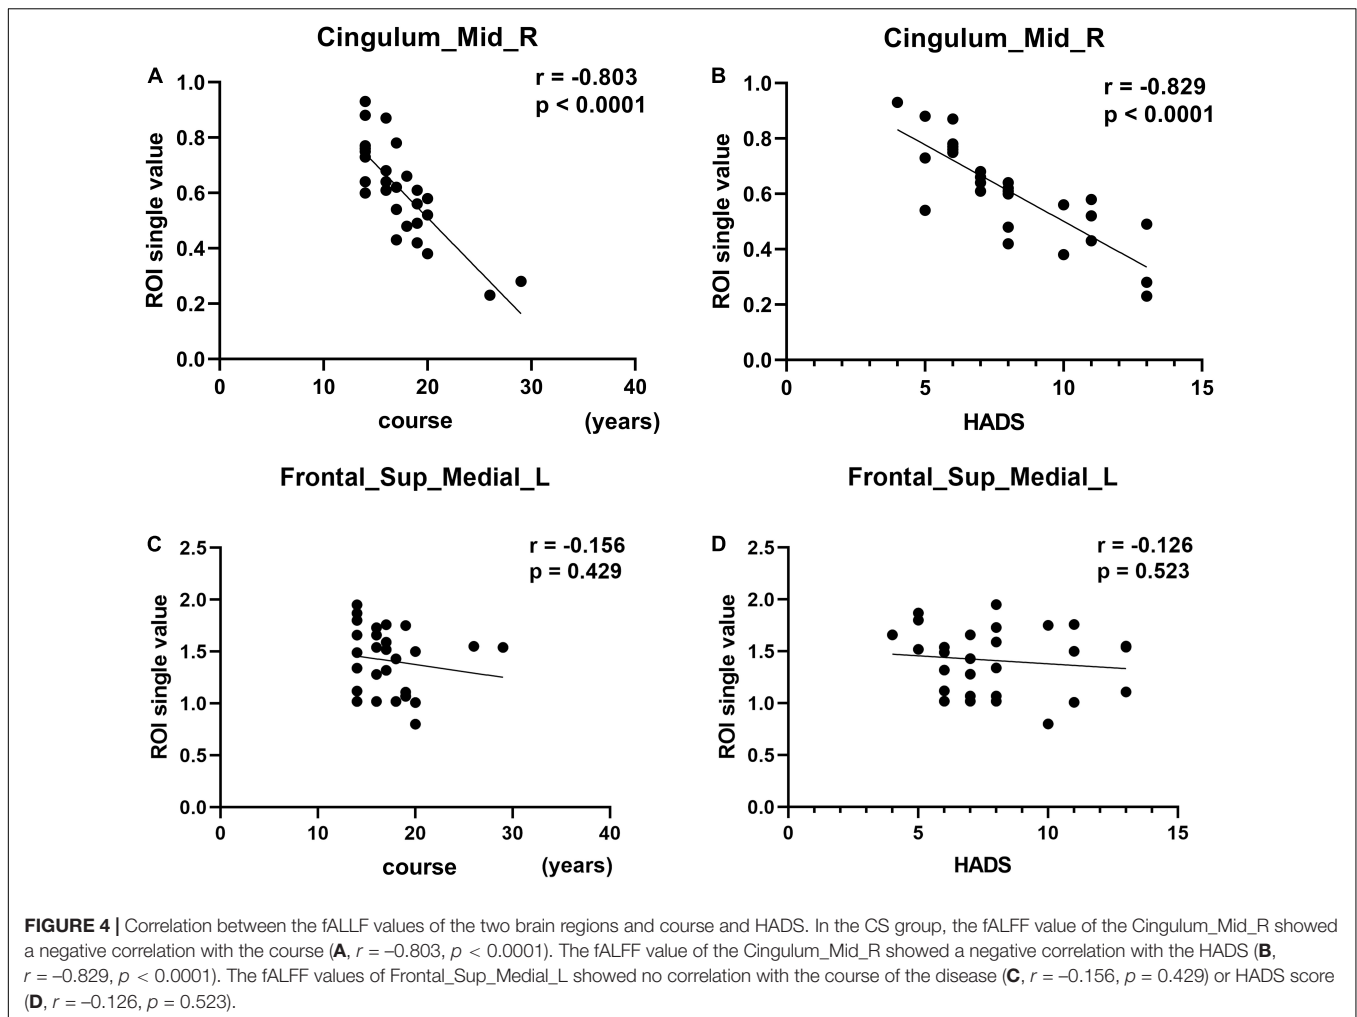 Cingulum_Mid_R
A
r = -0.803
p < 0.0001
1.0
0.8
0.6
0.4
0.2
0.0
ROI single value
0 10 20 30 40
course (years)
Cingulum_Mid_R
B
r = -0.829
p < 0.0001
1.0
0.8
0.6
0.4
0.2
0.0
ROI single value
0 5 10 15
HADS
Frontal_Sup_Medial_L
C
r = -0.156
p = 0.429
2.5
2.0
1.5
1.0
0.5
0.0
ROI single value
0 10 20 30 40
course (years)
Frontal_Sup_Medial_L
D
r = -0.126
p = 0.523
2.5
2.0
1.5
1.0
0.5
0.0
ROI single value
0 5 10 15
HADS
FIGURE 4 | Correlation between the fALLF values of the two brain regions and course and HADS. In the CS group, the fALFF value of the Cingulum_Mid_R showed
a negative correlation with the course (A, r = –0.803, p < 0.0001). The fALFF value of the Cingulum_Mid_R showed a negative correlation with the HADS (B,
r = –0.829, p < 0.0001). The fALFF values of Frontal_Sup_Medial_L showed no correlation with the course of the disease (C, r = –0.156, p = 0.429) or HADS score
(D, r = –0.126, p = 0.523).